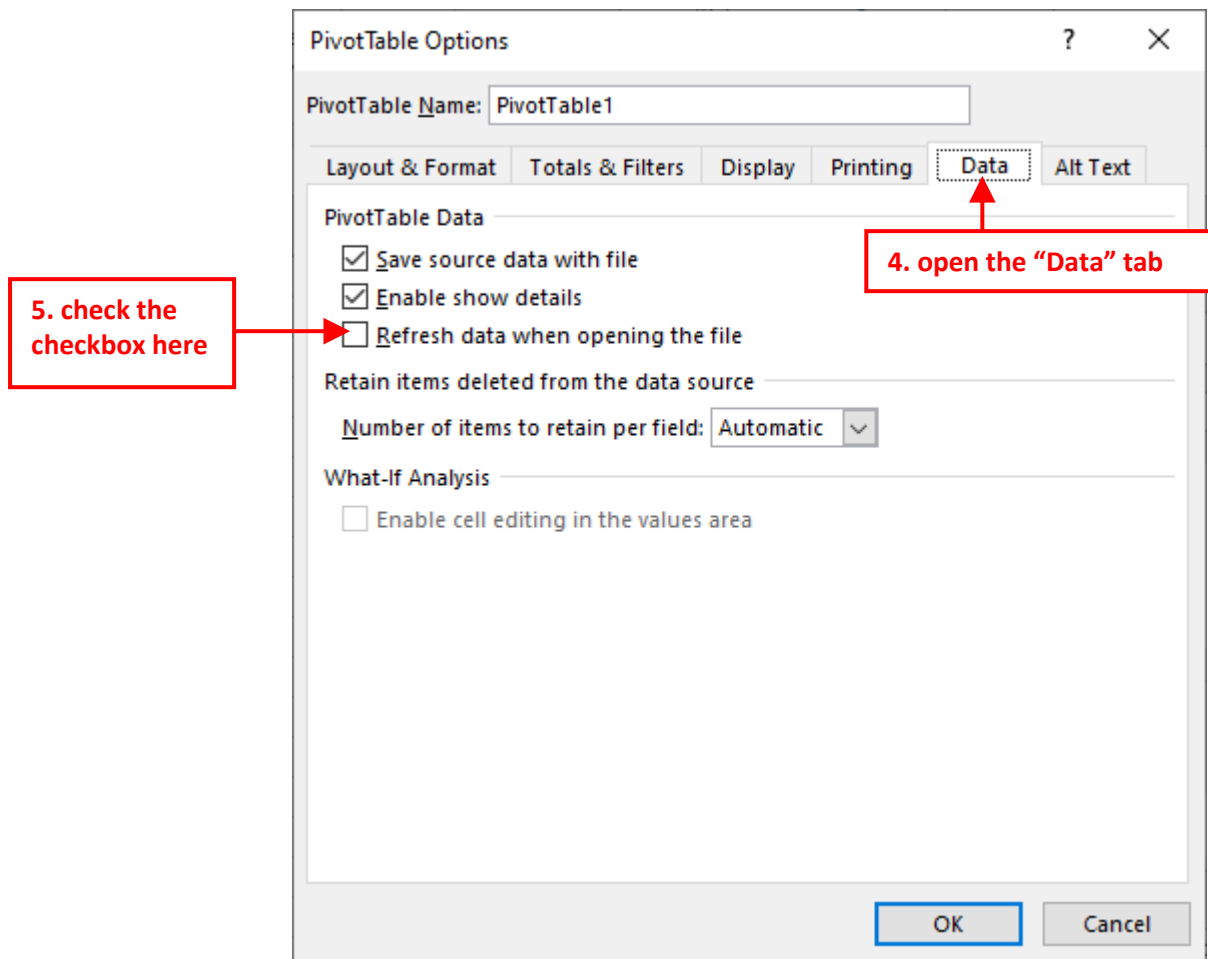 PivotTable Options ?
PivotTable Name: PivotTable1
Layout & Format Totals & Filters Display Printing Data Alt Text
PivotTable Data
Save source data with file
4. open the “Data” tab
Enable show details
5. check the
checkbox here
Refresh data when opening the file
Retain items deleted from the data source
Number of items to retain per field: Automatic
What-If Analysis
Enable cell editing in the values area
OK Cancel